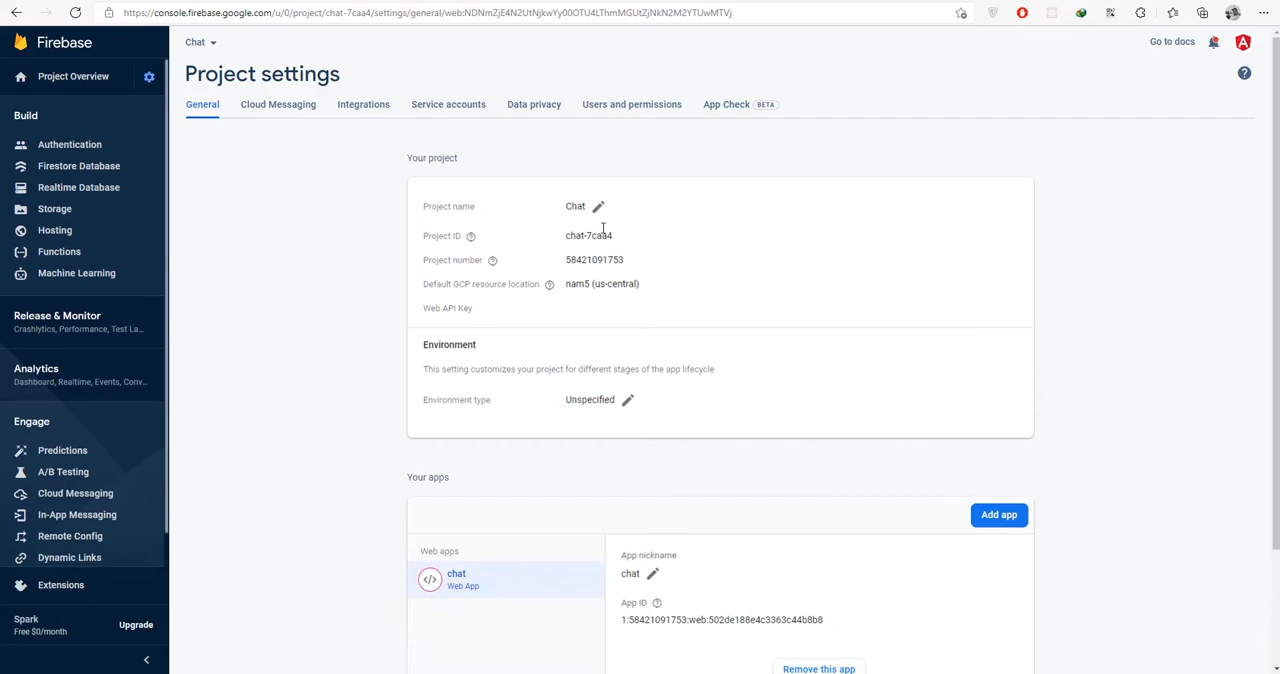 https://console.firebase.google.com/u/0/project/chat-7caa4/settings/general/web:NDNmZjE4N2UtNjkwYy00OTU4LThmMGUtZjNkN2M2YTUwMTVj
Firebase
Chat
Go to docs
Project Overview
Project settings
General Cloud Messaging Integrations Service accounts Data privacy Users and permissions App Check BETA
Build
Authentication
Firestore Database
Realtime Database
Storage
Hosting
Functions
Machine Learning
Release & Monitor
Crashlytics, Performance, Test La...
Analytics
Dashboard, Realtime, Events, Conv...
Engage
Predictions
A/B Testing
Cloud Messaging
In-App Messaging
Remote Config
Dynamic Links
Extensions
Spark
Free $0/month
Upgrade
Your project
Project name Chat
Project ID chat-7caa4
Project number 58421091753
Default GCP resource location nam5 (us-central)
Web API Key
Environment
This setting customizes your project for different stages of the app lifecycle
Environment type Unspecified
Your apps
Add app
Web apps
chat
Web App
App nickname
chat
App ID
1:58421091753:web:502de188e4c3363c44b8b8
Remove this app